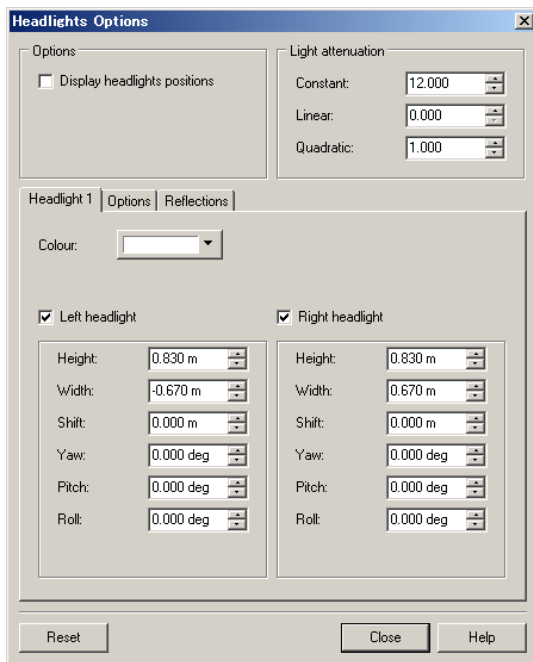 Headlights Options
Options
Display headlights positions
Light attenuation
Constant: 12.000
Linear: 0.000
Quadratic: 1.000
Headlight 1 Options Reflections
Colour:
Left headlight
Height: 0.830 m
Width: -0.670 m
Shift: 0.000 m
Yaw: 0.000 deg
Pitch: 0.000 deg
Roll: 0.000 deg
Right headlight
Height: 0.830 m
Width: 0.670 m
Shift: 0.000 m
Yaw: 0.000 deg
Pitch: 0.000 deg
Roll: 0.000 deg
Reset Close Help